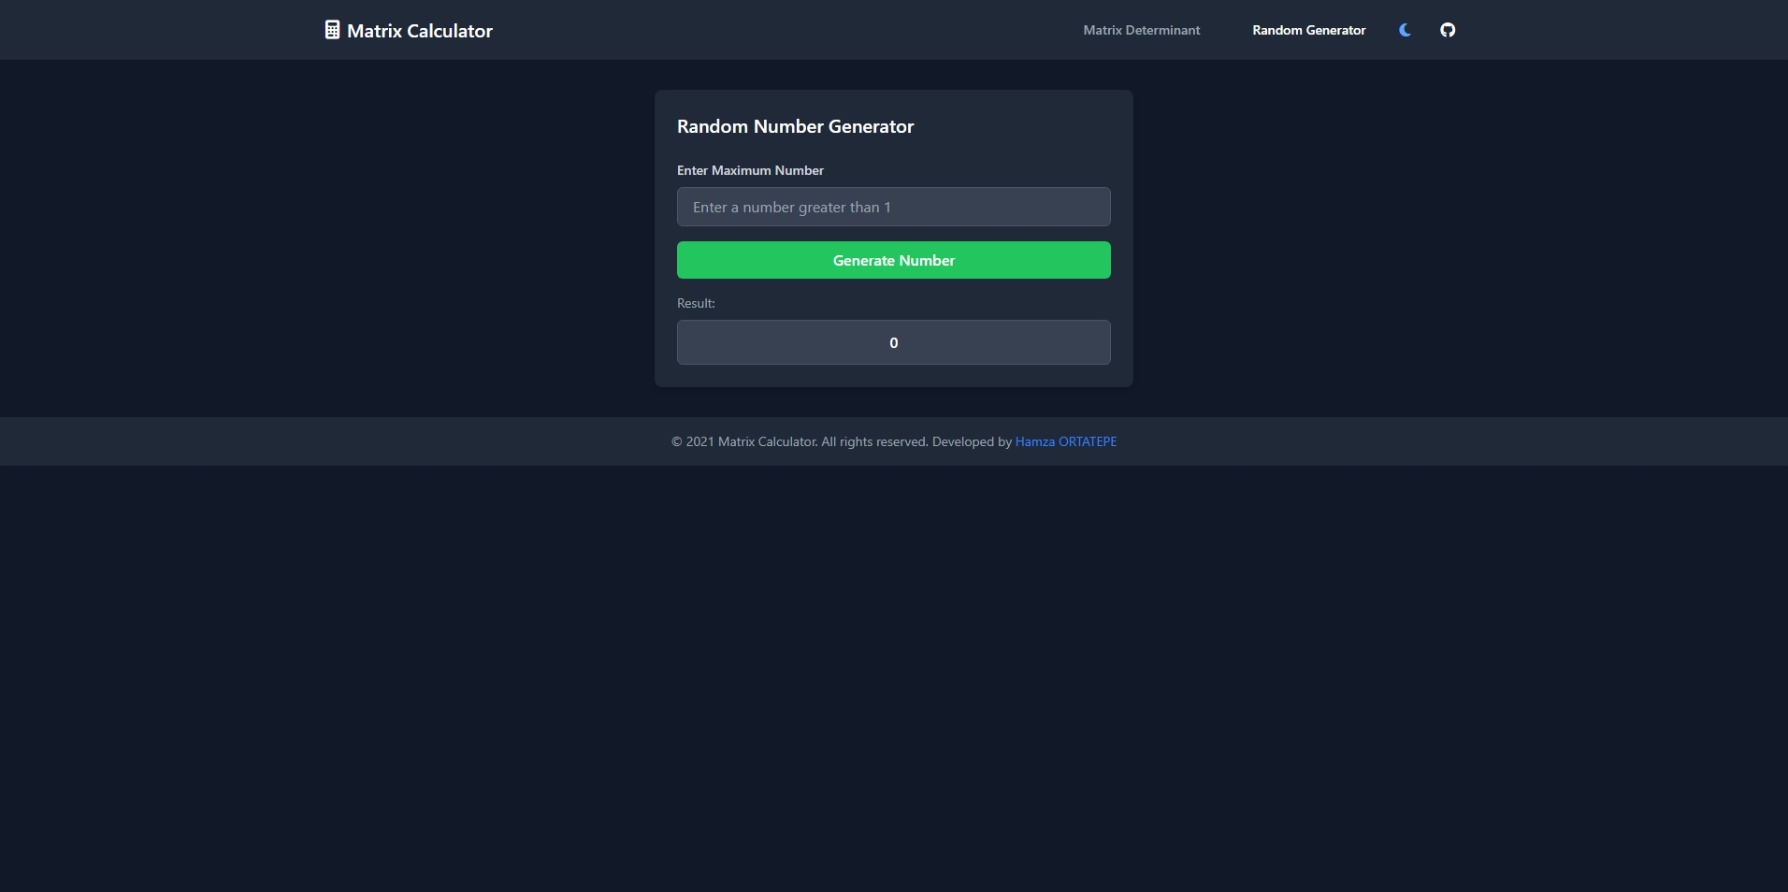 Matrix Calculator
Matrix Determinant
Random Generator
Random Number Generator
Enter Maximum Number
Enter a number greater than 1
Generate Number
Result:
0
© 2021 Matrix Calculator. All rights reserved. Developed by Hamza ORTATEPE